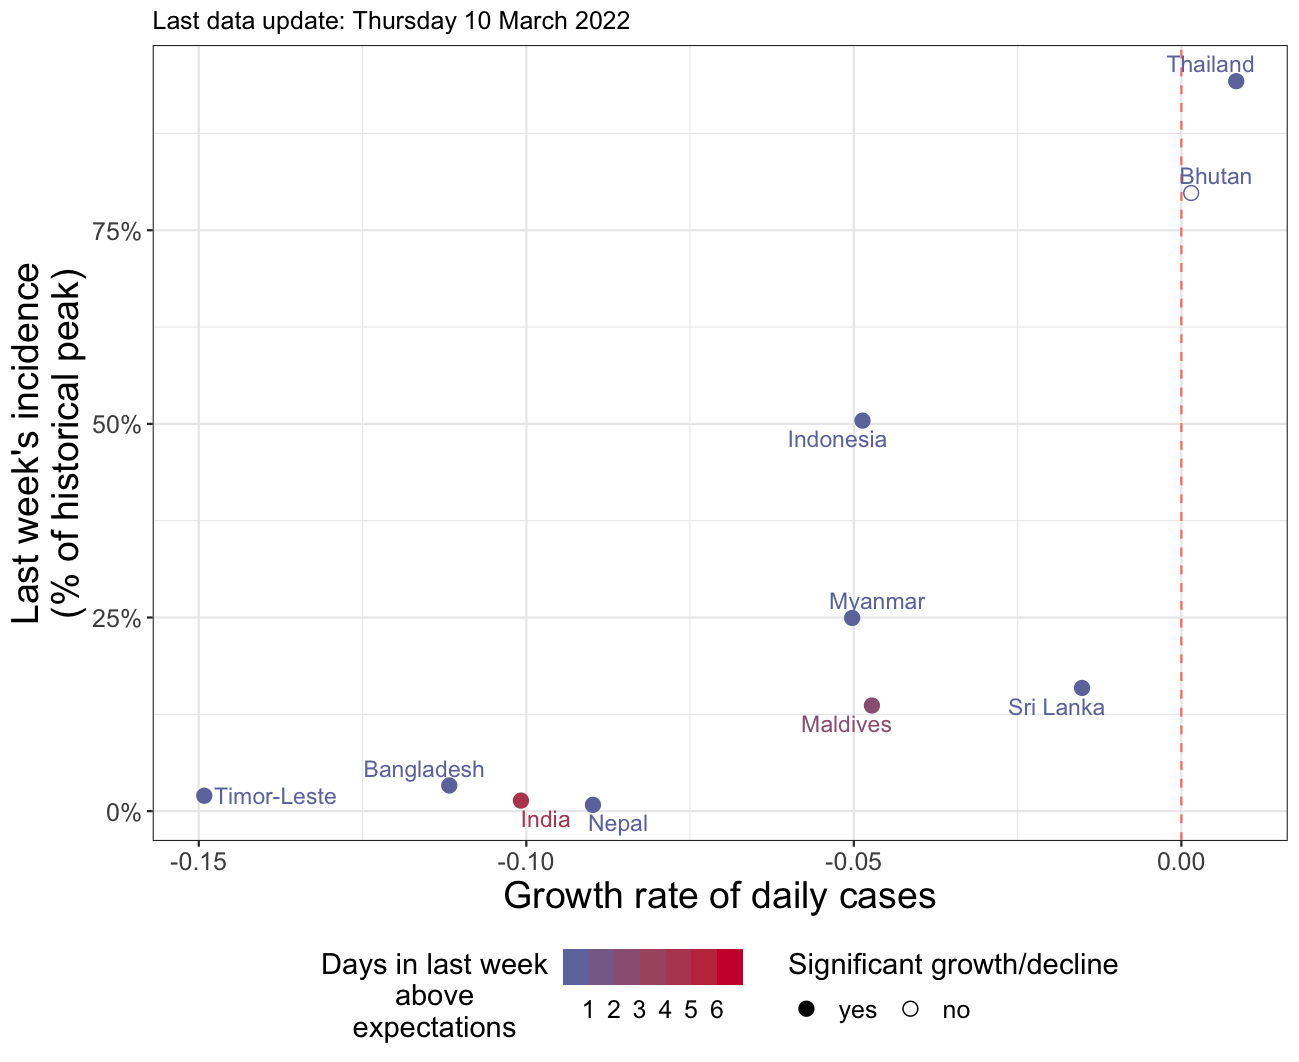 Last data update: Thursday 10 March 2022
Thailand
Bhutan
75%
50%
Indonesia
Myanmar
25%
Sri Lanka
Maldives
Bangladesh
Timor-Leste
India
Nepal
0%
-0.15
-0.10
-0.05
0.00
Last week's incidence
(% of historical peak)
Growth rate of daily cases
Days in last week
above
expectations
1 2 3 4 5 6
Significant growth/decline
yes
no